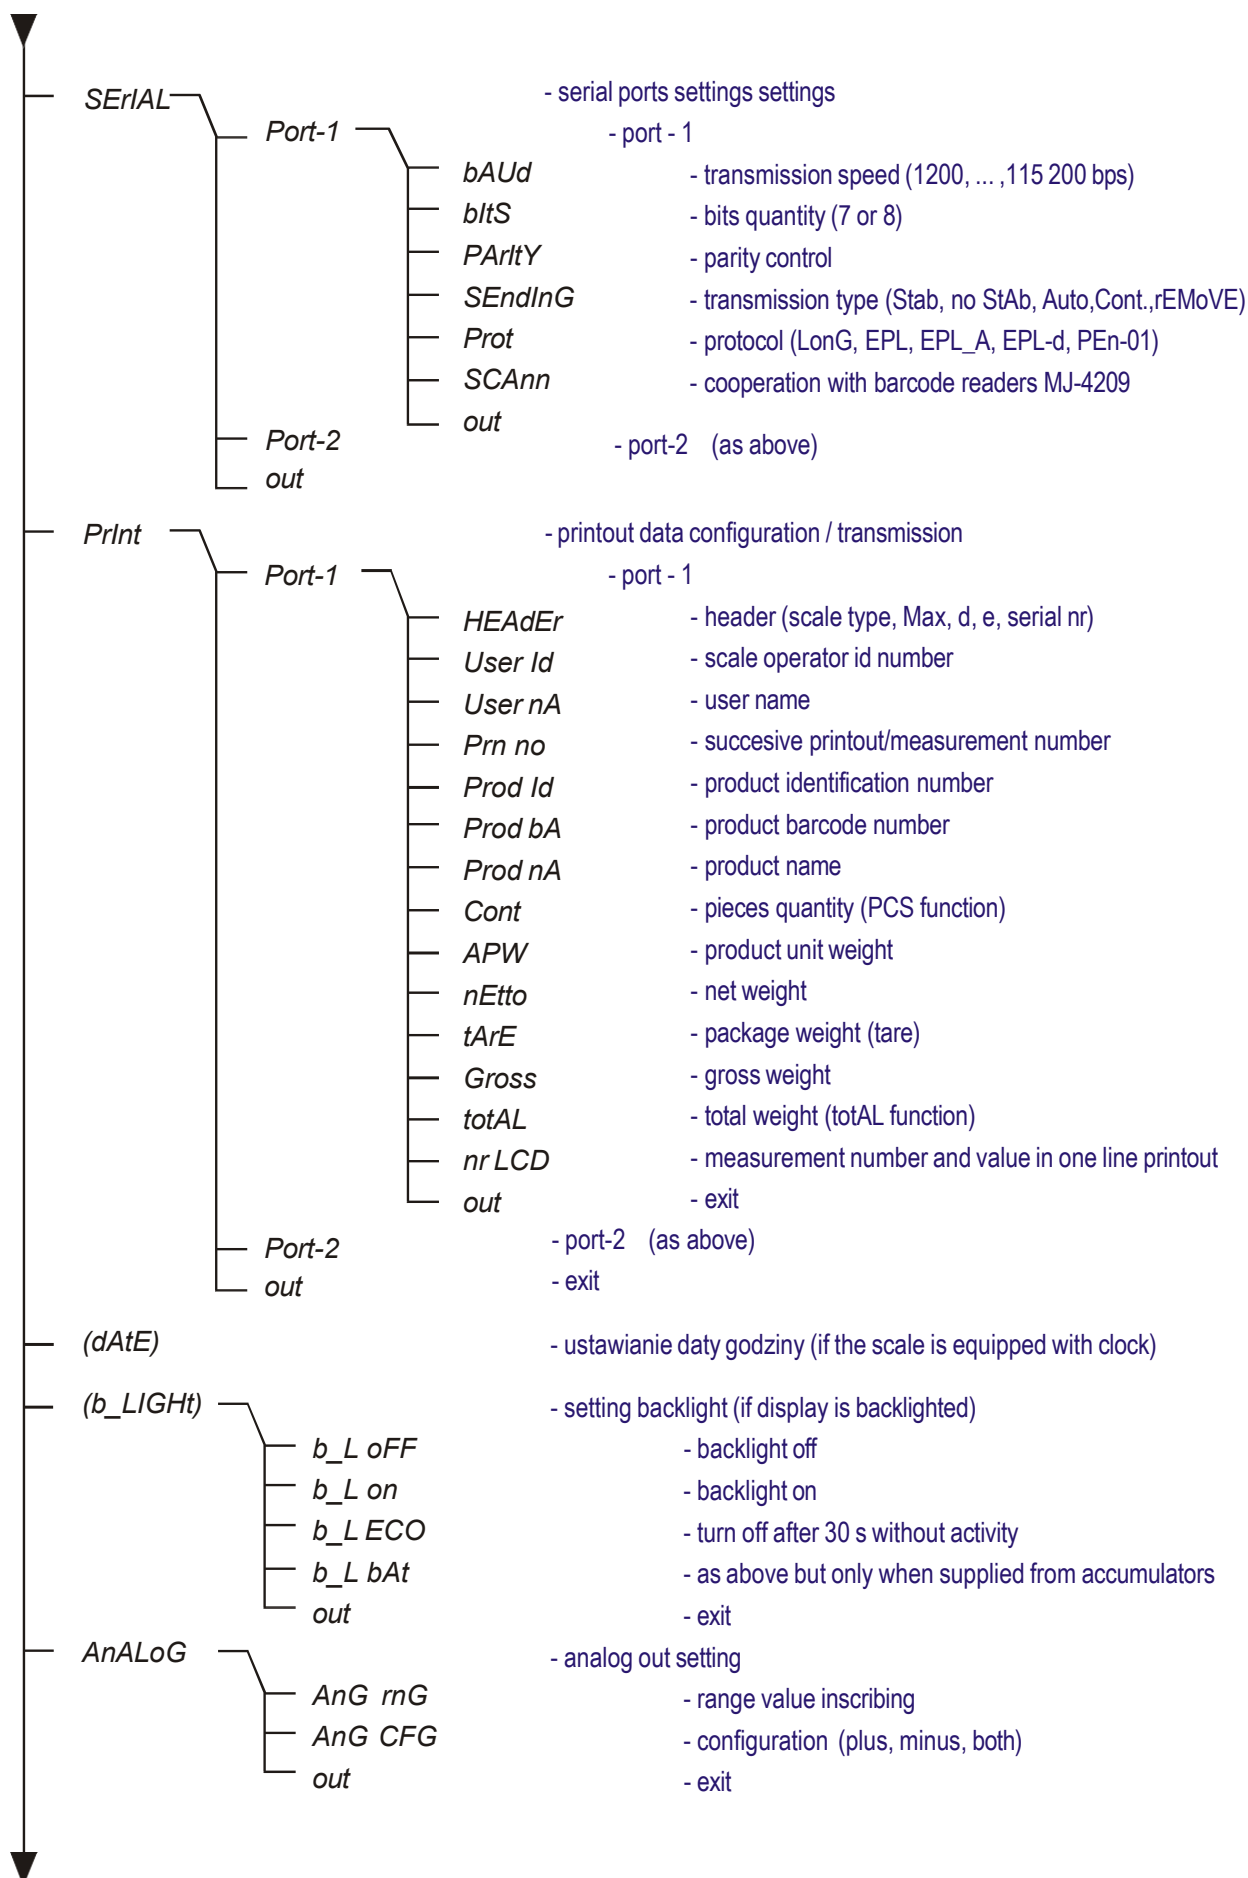 SErIAL - serial ports settings settings
Port-1 - port - 1
bAUd - transmission speed (1200, ... ,115 200 bps)
bItS - bits quantity (7 or 8)
PArItY - parity control
SEndInG - transmission type (Stab, no StAb, Auto,Cont.,rEMoVE)
Prot - protocol (LonG, EPL, EPL_A, EPL-d, PEn-01)
SCAnn - cooperation with barcode readers MJ-4209
out
Port-2 - port-2 (as above)
out
PrInt - printout data configuration / transmission
Port-1 - port - 1
HEAdEr - header (scale type, Max, d, e, serial nr)
User Id - scale operator id number
User nA - user name
Prn no - succesive printout/measurement number
Prod Id - product identification number
Prod bA - product barcode number
Prod nA - product name
Cont - pieces quantity (PCS function)
APW - product unit weight
nEtto - net weight
tArE - package weight (tare)
Gross - gross weight
totAL - total weight (totAL function)
nr LCD - measurement number and value in one line printout
out - exit
Port-2 - port-2 (as above)
out - exit
(dAtE) - ustawianie daty godziny (if the scale is equipped with clock)
(b_LIGHt) - setting backlight (if display is backlighted)
b_L oFF - backlight off
b_L on - backlight on
b_L ECO - turn off after 30 s without activity
b_L bAt - as above but only when supplied from accumulators
out - exit
AnALoG - analog out setting
AnG rnG - range value inscribing
AnG CFG - configuration (plus, minus, both)
out - exit